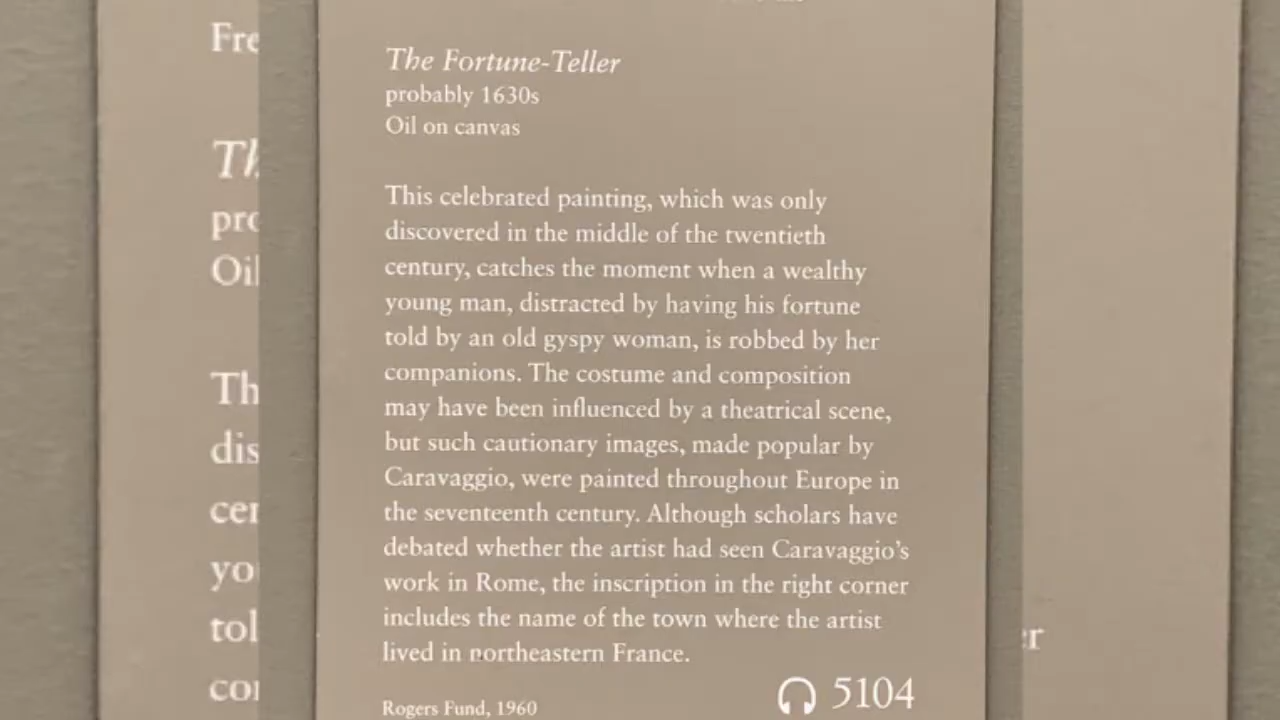 The Fortune-Teller
probably 1630s
Oil on canvas
This celebrated painting, which was only
discovered in the middle of the twentieth
century, catches the moment when a wealthy
young man, distracted by having his fortune
told by an old gyspy woman, is robbed by her
companions. The costume and composition
may have been influenced by a theatrical scene,
but such cautionary images, made popular by
Caravaggio, were painted throughout Europe in
the seventeenth century. Although scholars have
debated whether the artist had seen Caravaggio's
work in Rome, the inscription in the right corner
includes the name of the town where the artist
lived in northeastern France.
Rogers Fund, 1960
5104